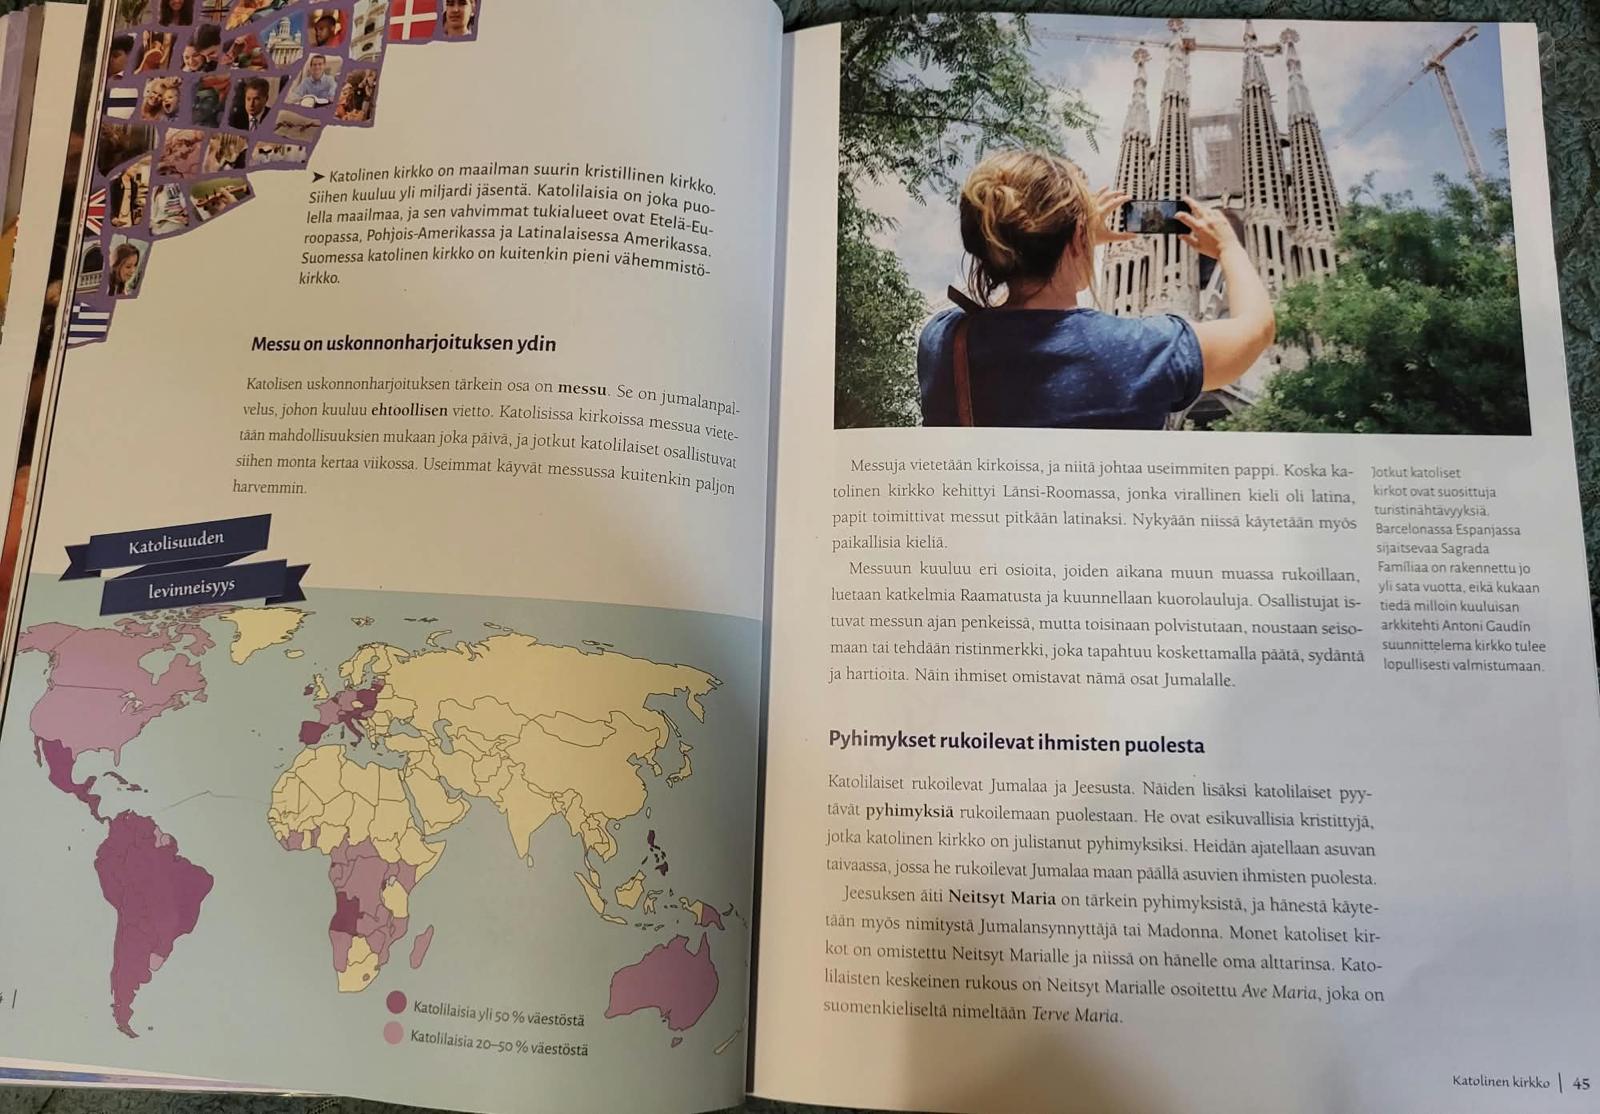 ➤ Katolinen kirkko on maailman suurin kristillinen kirkko.
Siihen kuuluu yli miljardi jäsentä. Katolilaisia on joka puo-
lella maailmaa, ja sen vahvimmat tukialueet ovat Etelä-Eu-
roopassa, Pohjois-Amerikassa ja Latinalaisessa Amerikassa.
Suomessa katolinen kirkko on kuitenkin pieni vähemmistö-
kirkko.
Messu on uskonnonharjoituksen ydin
Katolisen uskonnonharjoituksen tärkein osa on messu. Se on jumalanpal-
velus, johon kuuluu ehtoollisen vietto. Katolisissa kirkoissa messua viete-
tään mahdollisuuksien mukaan joka päivä, ja jotkut katolilaiset osallistuvat
siihen monta kertaa viikossa. Useimmat käyvät messussa kuitenkin paljon
harvemmin.
Katolisuuden
levinneisyys
Katolilaisia yli 50 % väestöstä
Katolilaisia 20–50 % väestöstä
Messuja vietetään kirkoissa, ja niitä johtaa useimmiten pappi. Koska ka-
tolinen kirkko kehittyi Länsi-Roomassa, jonka virallinen kieli oli latina,
papit toimittivat messut pitkään latinaksi. Nykyään niissä käytetään myös
paikallisia kieliä.
Messuun kuuluu eri osioita, joiden aikana muun muassa rukoillaan,
luetaan katkelmia Raamatusta ja kuunnellaan kuorolauluja. Osallistujat is-
tuvat messun ajan penkeissä, mutta toisinaan polvistutaan, noustaan seiso-
maan tai tehdään ristinmerkki, joka tapahtuu koskettamalla päätä, sydäntä
ja hartioita. Näin ihmiset omistavat nämä osat Jumalalle.
Jotkut katoliset
kirkot ovat suosittuja
turistinähtävyyksiä.
Barcelonassa Espanjassa
sijaitsevaa Sagrada
Famíliaa on rakennettu jo
yli sata vuotta, eikä kukaan
tiedä milloin kuuluisan
arkkitehti Antoni Gaudín
suunnittelema kirkko tulee
lopullisesti valmistumaan.
Pyhimykset rukoilevat ihmisten puolesta
Katolilaiset rukoilevat Jumalaa ja Jeesusta. Näiden lisäksi katolilaiset pyy-
tävät pyhimyksiä rukoilemaan puolestaan. He ovat esikuvallisia kristittyjä,
jotka katolinen kirkko on julistanut pyhimyksiksi. Heidän ajatellaan asuvan
taivaassa, jossa he rukoilevat Jumalaa maan päällä asuvien ihmisten puolesta.
Jeesuksen äiti Neitsyt Maria on tärkein pyhimyksistä, ja hänestä käyte-
tään myös nimitystä Jumalansynnyttäjä tai Madonna. Monet katoliset kir-
kot on omistettu Neitsyt Marialle ja niissä on hänelle oma alttarinsa. Kato-
lilaisten keskeinen rukous on Neitsyt Marialle osoitettu Ave Maria, joka on
suomenkieliseltä nimeltään Terve Maria.
Katolinen kirkko | 45